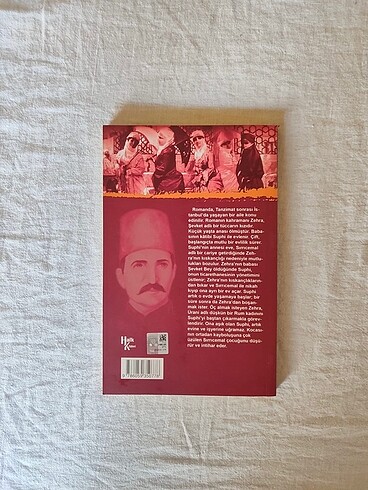 Romanda, Tanzimat sonrası İs-
tanbul'da yaşayan bir aile konu
edinilir. Romanın kahramanı Zehra,
Şevket adlı bir tüccarın kızıdır.
Küçük yaşta anası ölmüştür. Baba-
sının kâtibi Suphi ile evlenir. Çift,
başlangıçta mutlu bir evlilik sürer.
Suphi'nin annesi eve, Sırrıcemal
adlı bir cariye getirdiğinde Zeh-
ra'nın kıskançlığı nedeniyle mutlu-
lukları bozulur. Zehra'nın babası
Şevket Bey öldüğünde Suphi,
onun ticarethanesinin yönetimini
üstlenir; Zehra'nın kıskançlıkların-
dan bıkar ve Sırrıcemal ile nikah
kıyıp ona ayrı bir ev açar. Suphi
artık o evde yaşamaya başlar; bir
süre sonra da Zehra'dan boşan-
mak ister. Öç almak isteyen Zehra,
Ürani adlı düşkün bir Rum kadınını
Suphi'yi baştan çıkarmakla görev-
lendirir. Ona aşık olan Suphi, artık
evine ve işyerine uğramaz. Kocası-
nın ortadan kayboluşuna çok
üzülen Sırrıcemal çocuğunu düşü-
rür ve intihar eder.
Halk